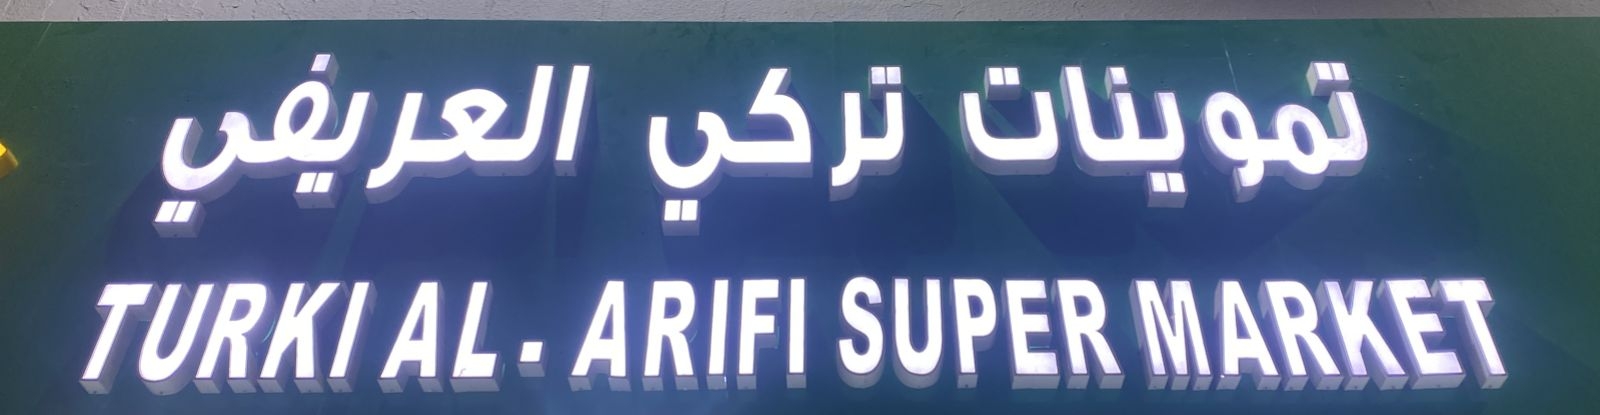 تموينات تركي العريفي
TURKI AL - ARIFI SUPER MARKET